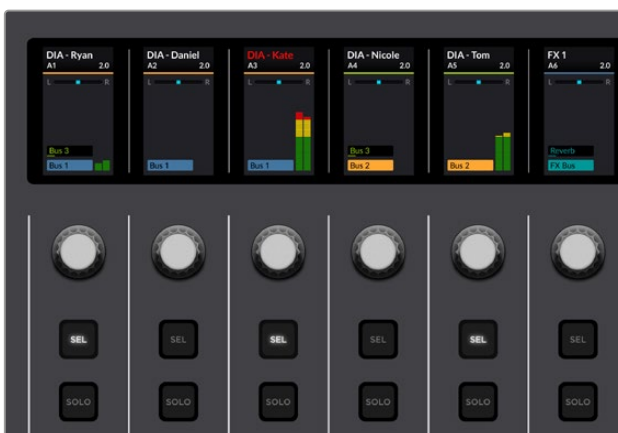 DIA - Ryan
A1 2.0
L R
Bus 3
Bus 1
DIA - Daniel
A2 2.0
L R
Bus 1
DIA - Kate
A3 2.0
L R
Bus 1
DIA - Nicole
A4 2.0
L R
Bus 3
Bus 2
DIA - Tom
A5 2.0
L R
Bus 2
FX 1
A6 2.0
L R
Reverb
FX Bus
SEL SEL SEL SEL SEL SEL
SOLO SOLO SOLO SOLO SOLO SOLO